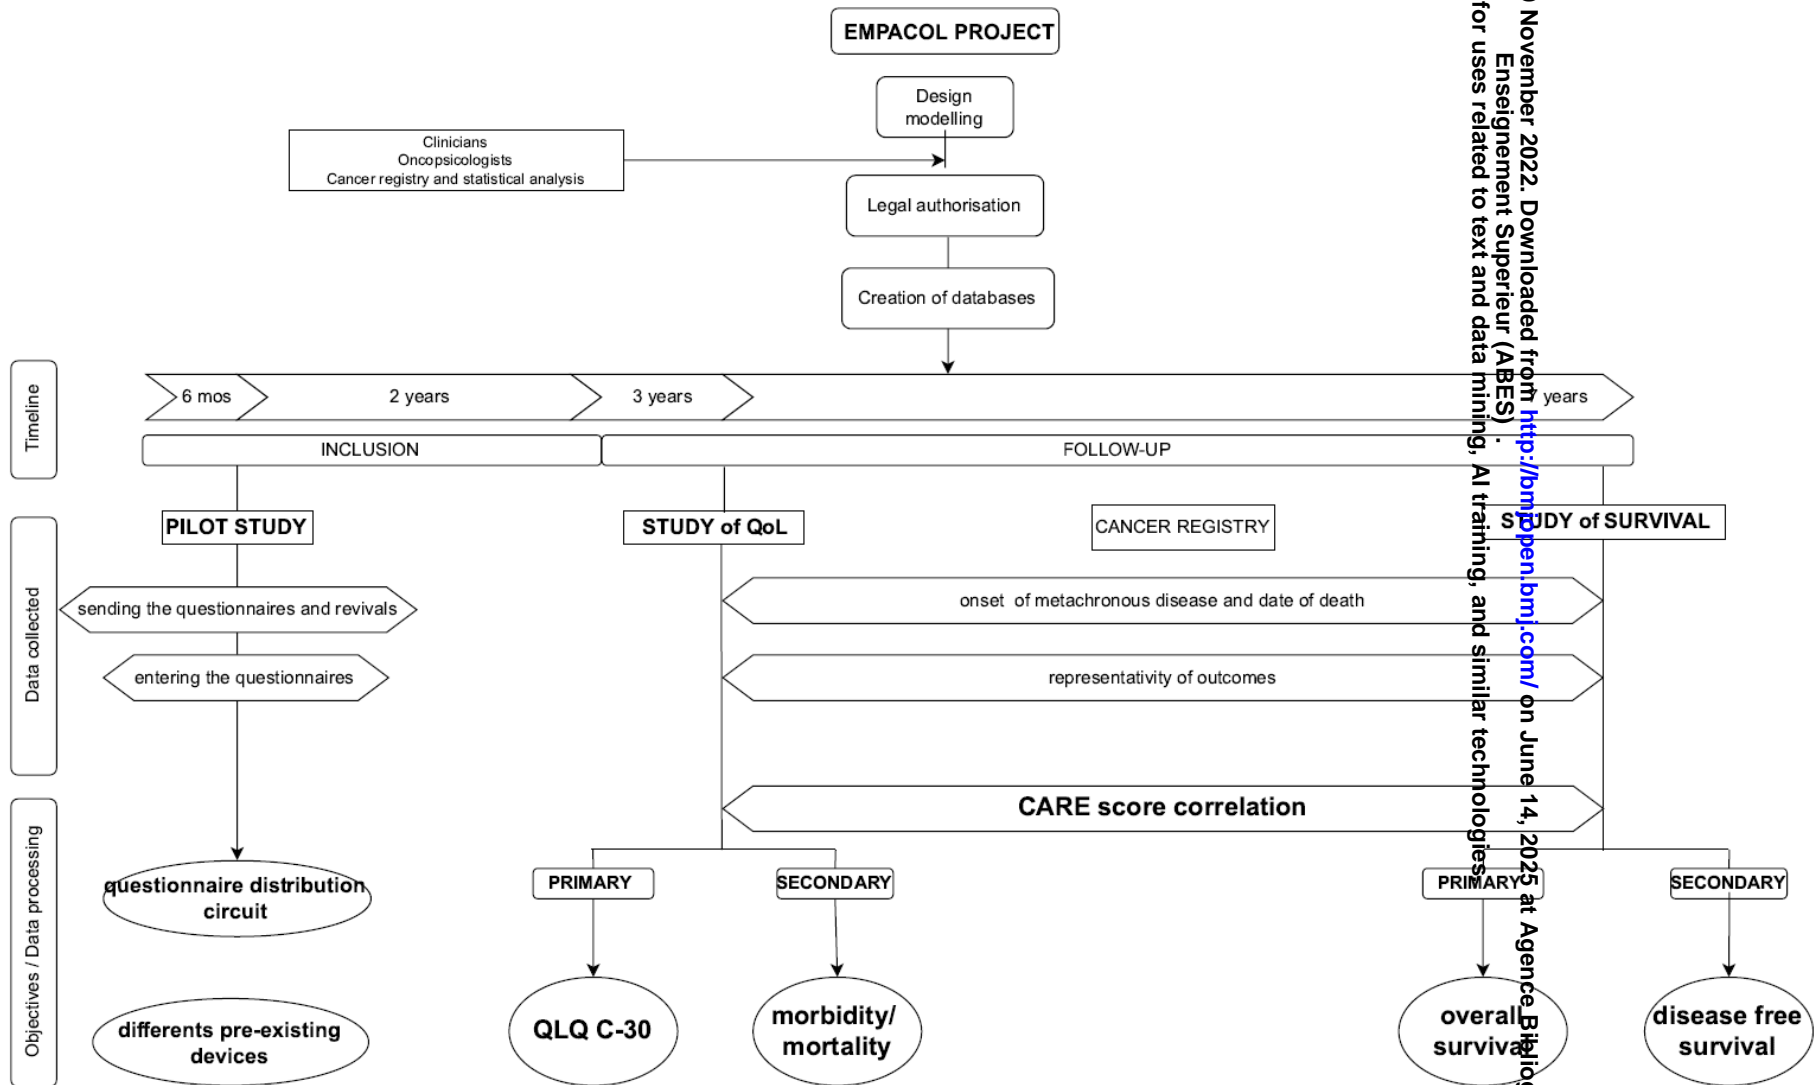 EMPACOL PROJECT
Design
modelling
Clinicians
Oncopsicologists
Cancer registry and statistical analysis
Legal authorisation
Creation of databases
Timeline
6 mos
2 years
3 years
years
INCLUSION
FOLLOW-UP
Data collected
PILOT STUDY
STUDY of QoL
CANCER REGISTRY
STUDY of SURVIVAL
sending the questionnaires and revivals
onset of metachronous disease and date of death
entering the questionnaires
representativity of outcomes
CARE score correlation
Objectives / Data processing
questionnaire distribution
circuit
PRIMARY
SECONDARY
PRIMARY
SECONDARY
differents pre-existing
devices
QLQ C-30
morbidity/
mortality
overall
survival
disease free
survival
November 2022. Downloaded from http://bmjopen.bmj.com/ on June 14, 2025 at Agence
Enseignement Superieur (ABES) .
for uses related to text and data mining, AI training, and similar technologies.